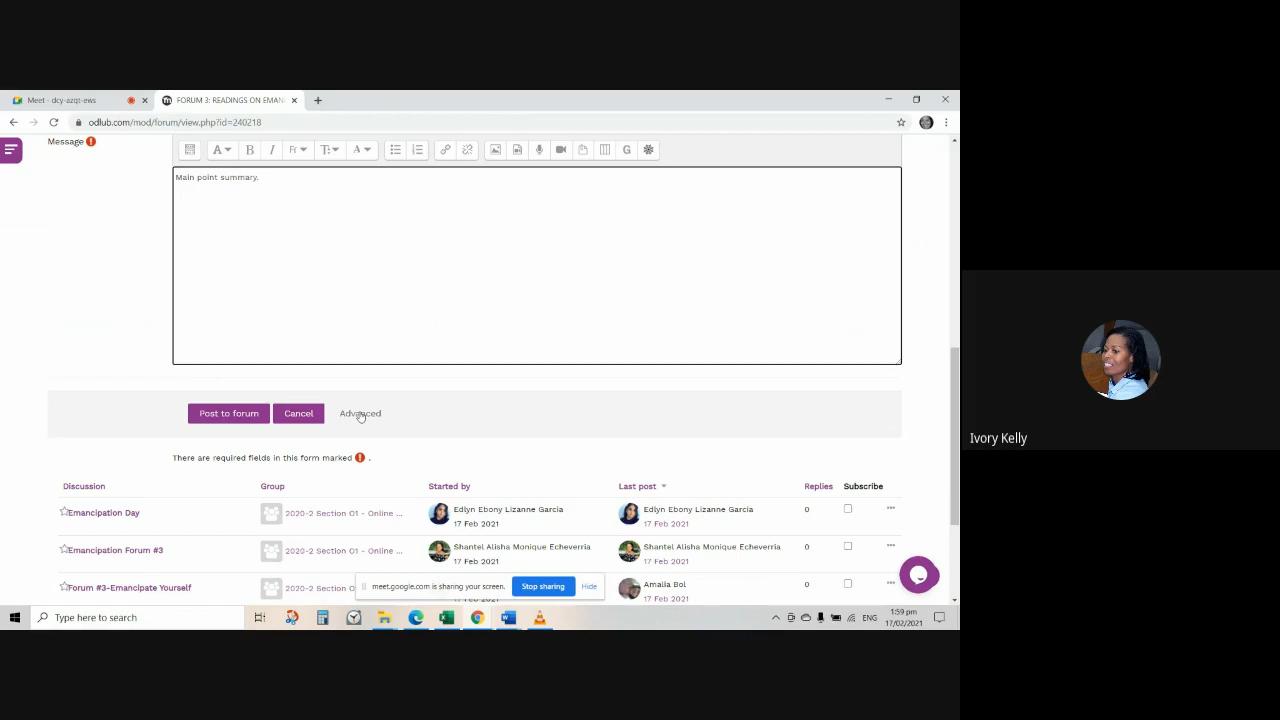 Meet - dcy-azqt-ews
FORUM 3: READINGS ON EMAN
odlub.com/mod/forum/view.php?id=240218
Message
Main point summary.
Post to forum
Cancel
Advanced
There are required fields in this form marked .
Discussion Group Started by Last post Replies Subscribe
Emancipation Day 2020-2 Section O1 - Online ... Edlyn Ebony Lizanne Garcia Edlyn Ebony Lizanne Garcia 0
17 Feb 2021 17 Feb 2021
Emancipation Forum #3 2020-2 Section O1 - Online ... Shantel Alisha Monique Echeverria Shantel Alisha Monique Echeverria 0
17 Feb 2021 17 Feb 2021
Forum #3-Emancipate Yourself 2020-2 Section O1 Amalia Bol 0
17 Feb 2021
meet.google.com is sharing your screen. Stop sharing Hide
Type here to search
ENG
1:59 pm
17/02/2021
Ivory Kelly